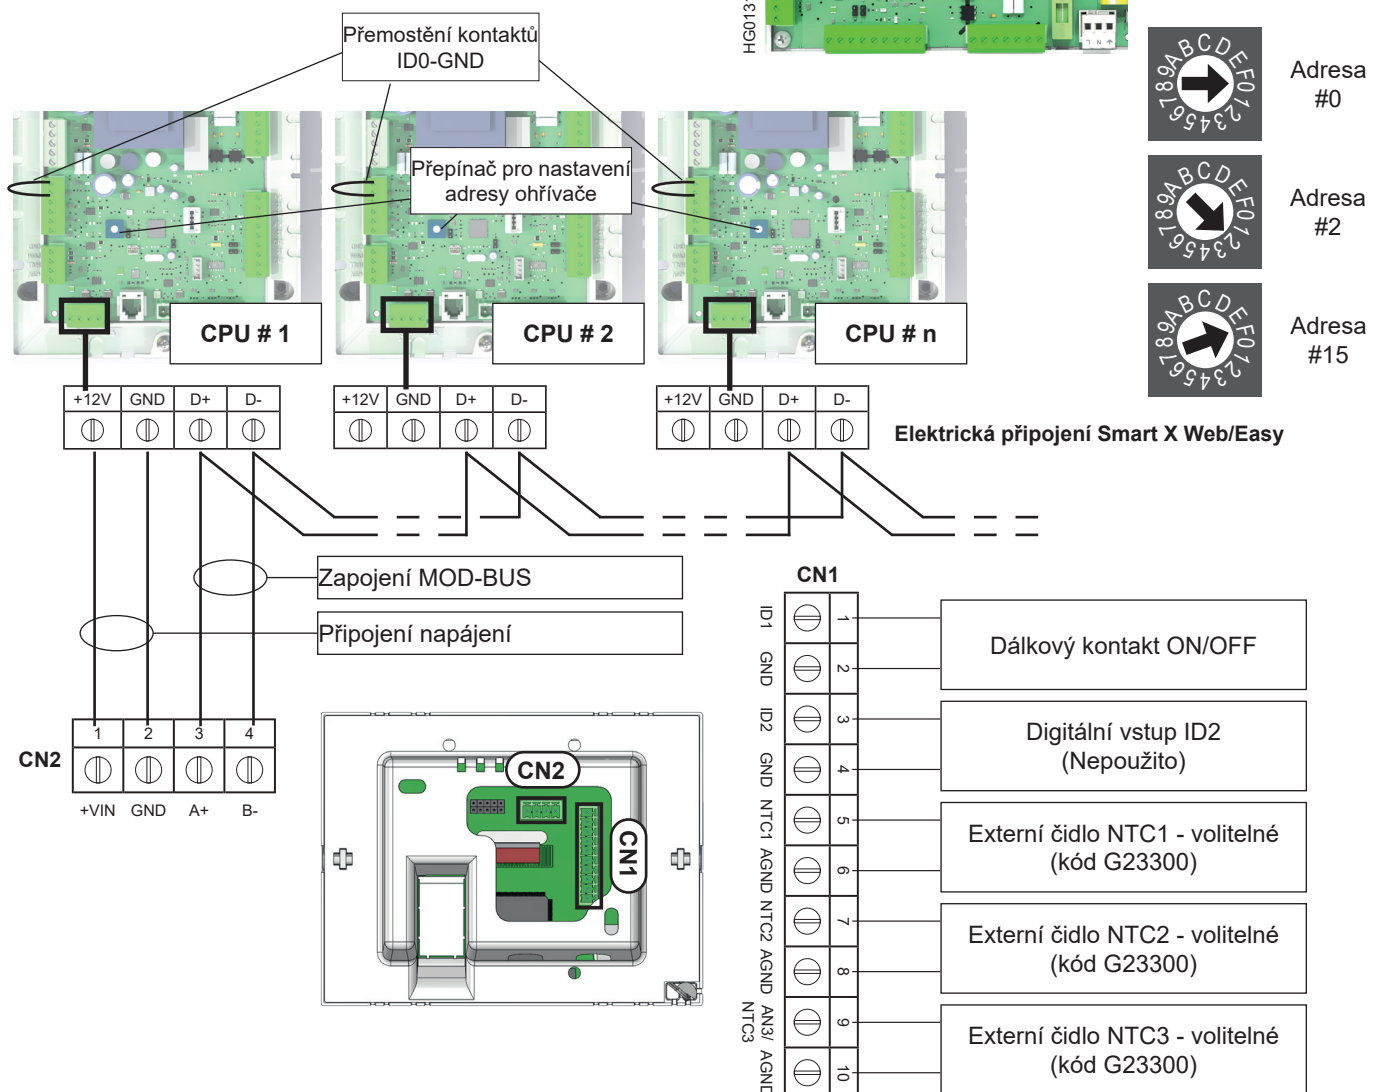 HG013
L N
Přemostění kontaktů
ID0-GND
Přepínač pro nastavení
adresy ohřívače
CPU # 1
CPU # 2
CPU # n
0123456789ABCDEF
Adresa
#0
0123456789ABCDEF
Adresa
#2
0123456789ABCDEF
Adresa
#15
+12V GND D+ D-
+12V GND D+ D-
+12V GND D+ D-
Elektrická připojení Smart X Web/Easy
Zapojení MOD-BUS
Připojení napájení
CN2
1 2 3 4
+VIN GND A+ B-
CN2
CN1
CN1
ID1 1
GND 2
Dálkový kontakt ON/OFF
ID2 3
GND 4
Digitální vstup ID2
(Nepoužito)
NTC1 5
AGND 6
Externí čidlo NTC1 - volitelné
(kód G23300)
NTC2 7
AGND 8
Externí čidlo NTC2 - volitelné
(kód G23300)
AN3/
NTC3 9
AGND 10
Externí čidlo NTC3 - volitelné
(kód G23300)